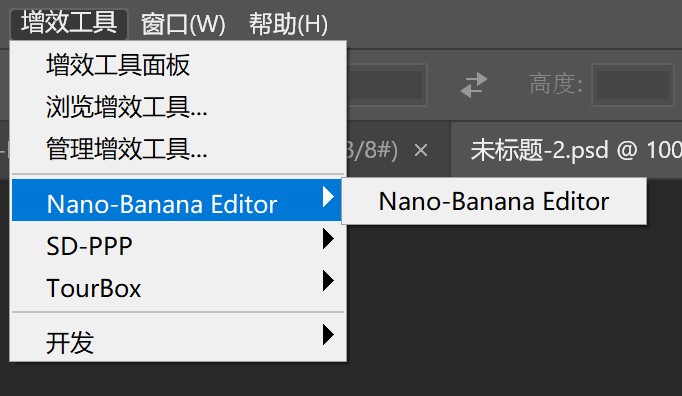 增效工具 窗口(W) 帮助(H)
增效工具面板
高度:
浏览增效工具...
管理增效工具...
3/8#) × 未标题-2.psd @ 100
Nano-Banana Editor
Nano-Banana Editor
SD-PPP
TourBox
开发